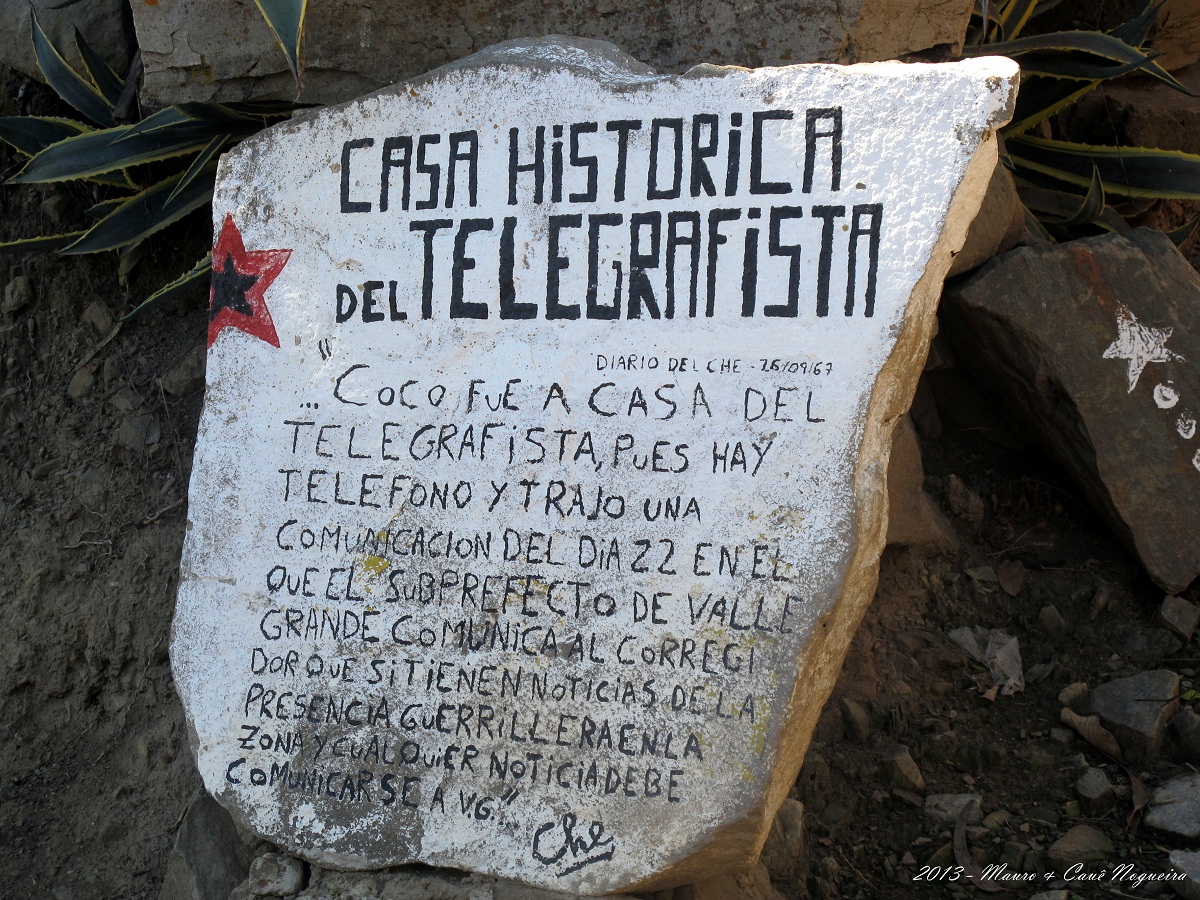 CASA HISTORICA
DEL TELEGRAFISTA
DIARIO DEL CHE - 26/09/67
"... COCO FUE A CASA DEL
TELEGRAFISTA, PUES HAY
TELEFONO Y TRAJO UNA
COMUNICACION DEL DIA 22 EN EL
QUE EL SUBPREFECTO DE VALLE
GRANDE COMUNICA AL CORREGI
DOR QUE SI TIENEN NOTICIAS DE LA
PRESENCIA GUERRILLERA EN LA
ZONA Y CUALQUIER NOTICIA DEBE
COMUNICARSE A V.G."
Che
2013 - Mauro & Cauê Nogueira